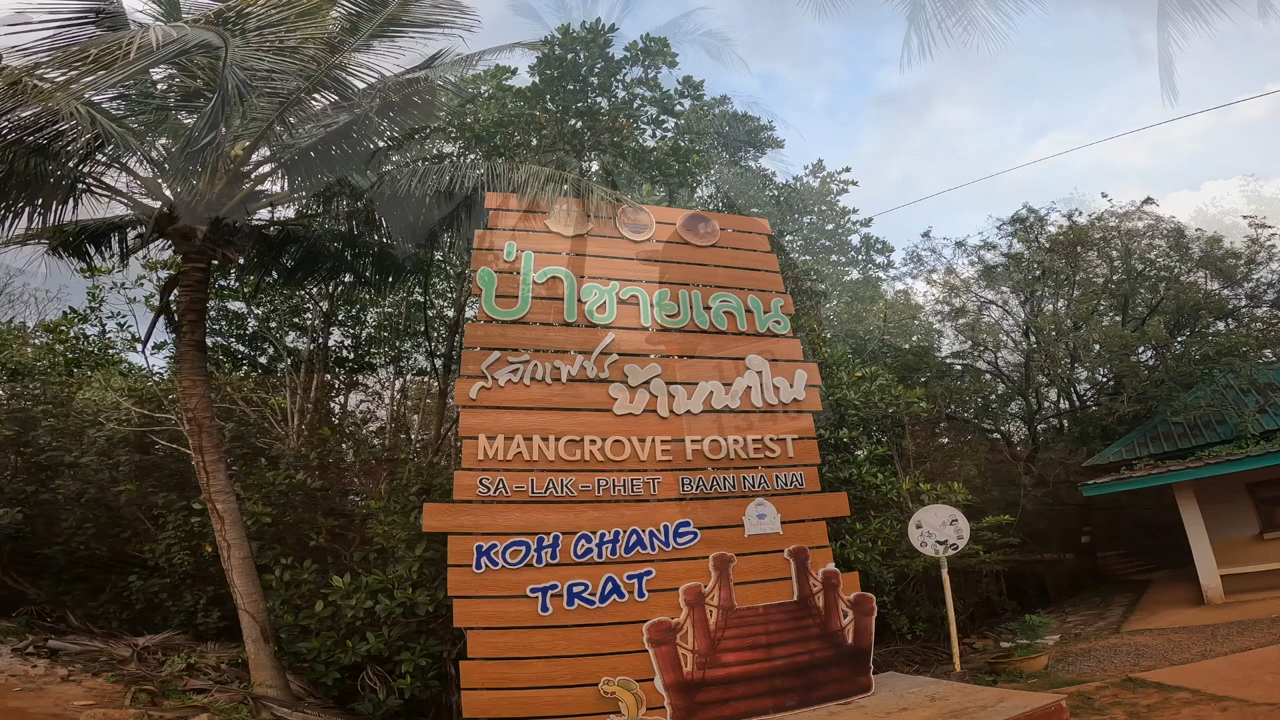 ป่าชายเลน
สลักเพชร บ้านนาใน
MANGROVE FOREST
SA-LAK-PHET BAAN NA NAI
KOH CHANG
TRAT